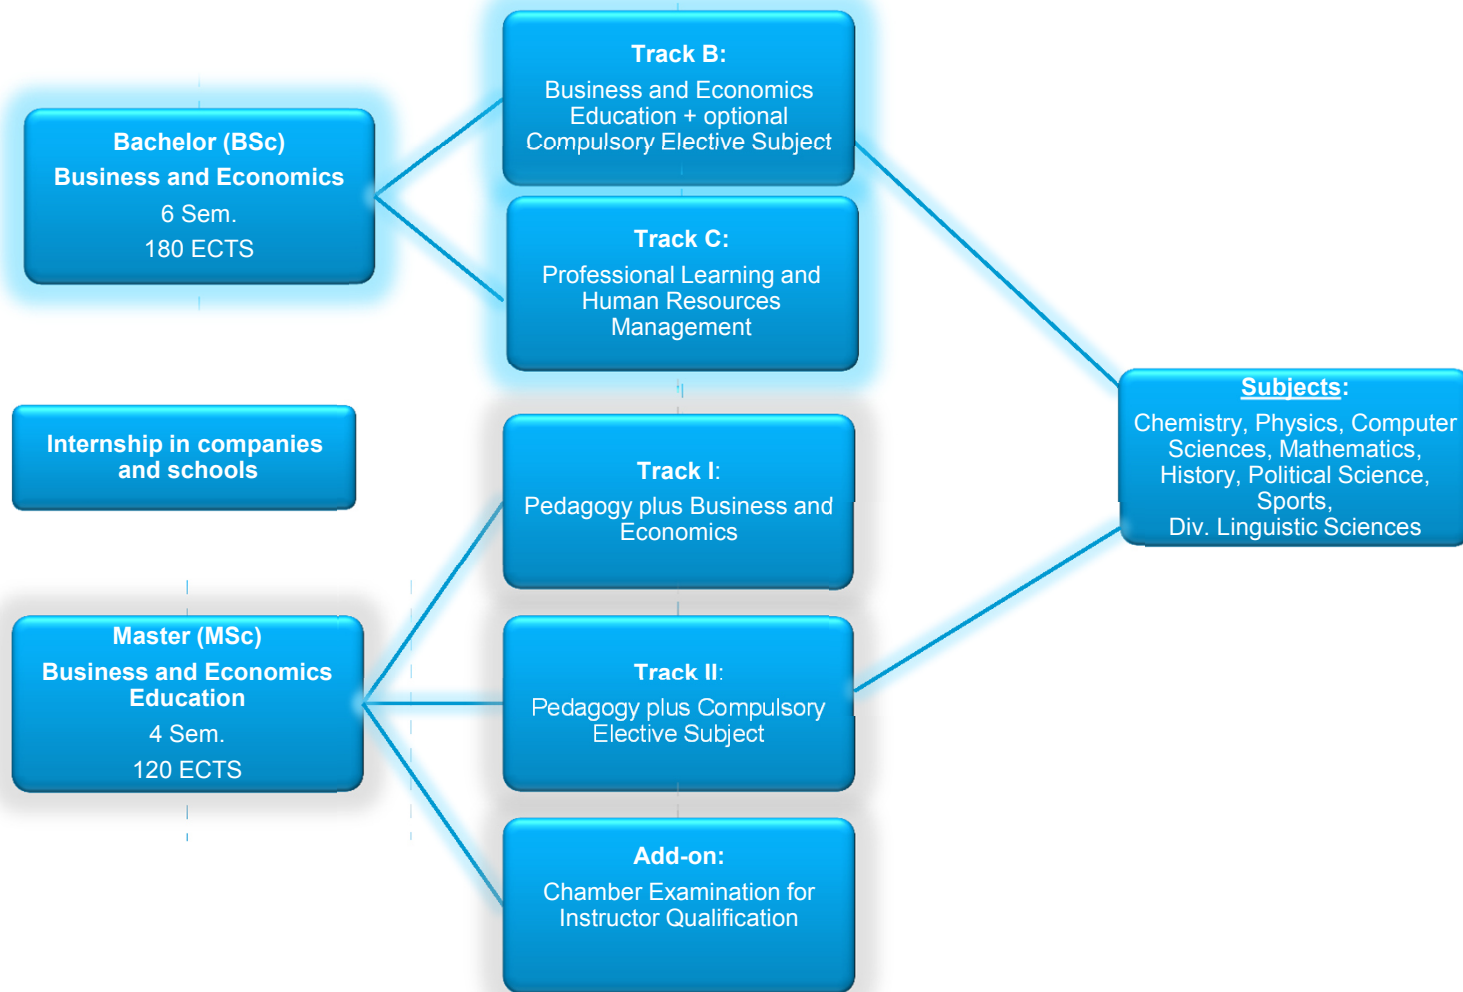 Bachelor (BSc)
Business and Economics
6 Sem.
180 ECTS
Track B:
Business and Economics
Education + optional
Compulsory Elective Subject
Track C:
Professional Learning and
Human Resources
Management
Internship in companies
and schools
Master (MSc)
Business and Economics
Education
4 Sem.
120 ECTS
Track I:
Pedagogy plus Business and
Economics
Track II:
Pedagogy plus Compulsory
Elective Subject
Add-on:
Chamber Examination for
Instructor Qualification
Subjects:
Chemistry, Physics, Computer
Sciences, Mathematics,
History, Political Science,
Sports,
Div. Linguistic Sciences